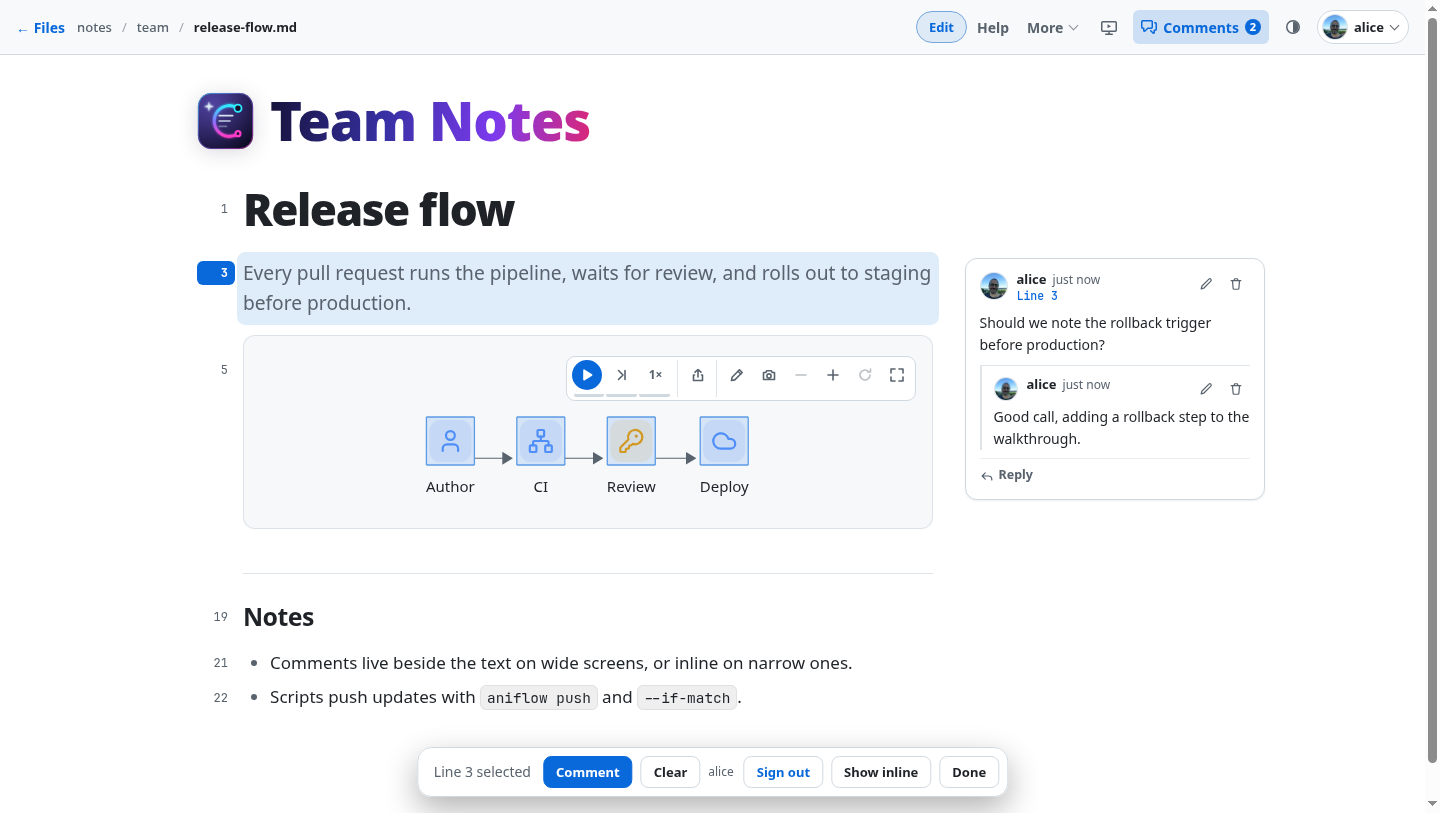 ← Files notes / team / release-flow.md
Edit Help More Comments 2 alice
Team Notes
1 Release flow
3 Every pull request runs the pipeline, waits for review, and rolls out to staging
before production.
alice just now
Line 3
Should we note the rollback trigger
before production?
alice just now
Good call, adding a rollback step to the
walkthrough.
Reply
5
1×
Author CI Review Deploy
19 Notes
21 • Comments live beside the text on wide screens, or inline on narrow ones.
22 • Scripts push updates with aniflow push and --if-match.
Line 3 selected Comment Clear alice Sign out Show inline Done